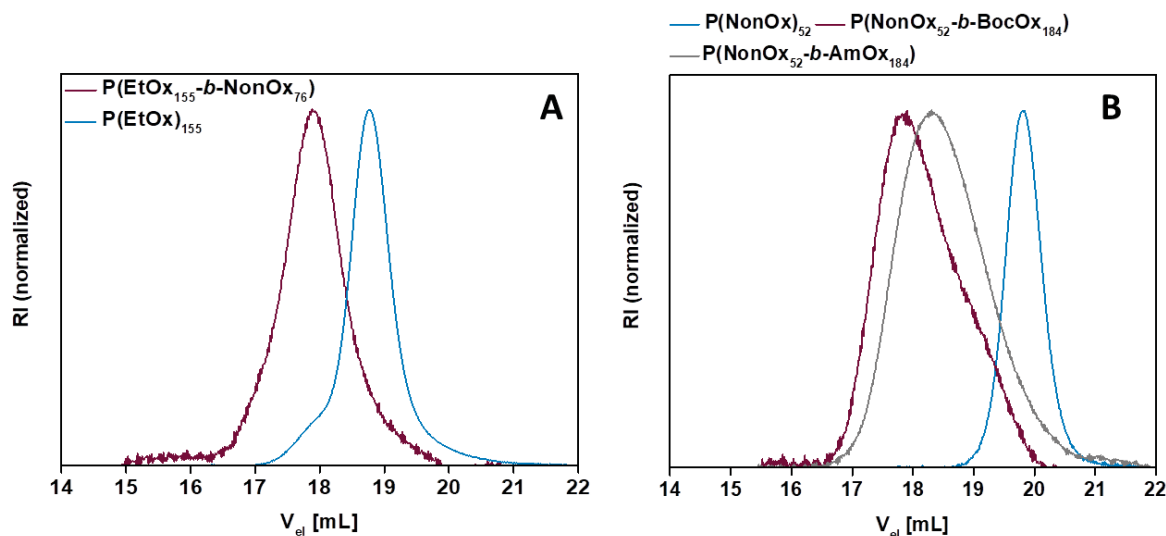 P(EtOx₁₅₅-b-NonOx₇₆)
P(EtOx)₁₅₅
A
RI (normalized)
14 15 16 17 18 19 20 21 22
Vₑₗ [mL]
P(NonOx)₅₂ P(NonOx₅₂-b-BocOx₁₈₄)
P(NonOx₅₂-b-AmOx₁₈₄)
B
RI (normalized)
14 15 16 17 18 19 20 21 22
Vₑₗ [mL]